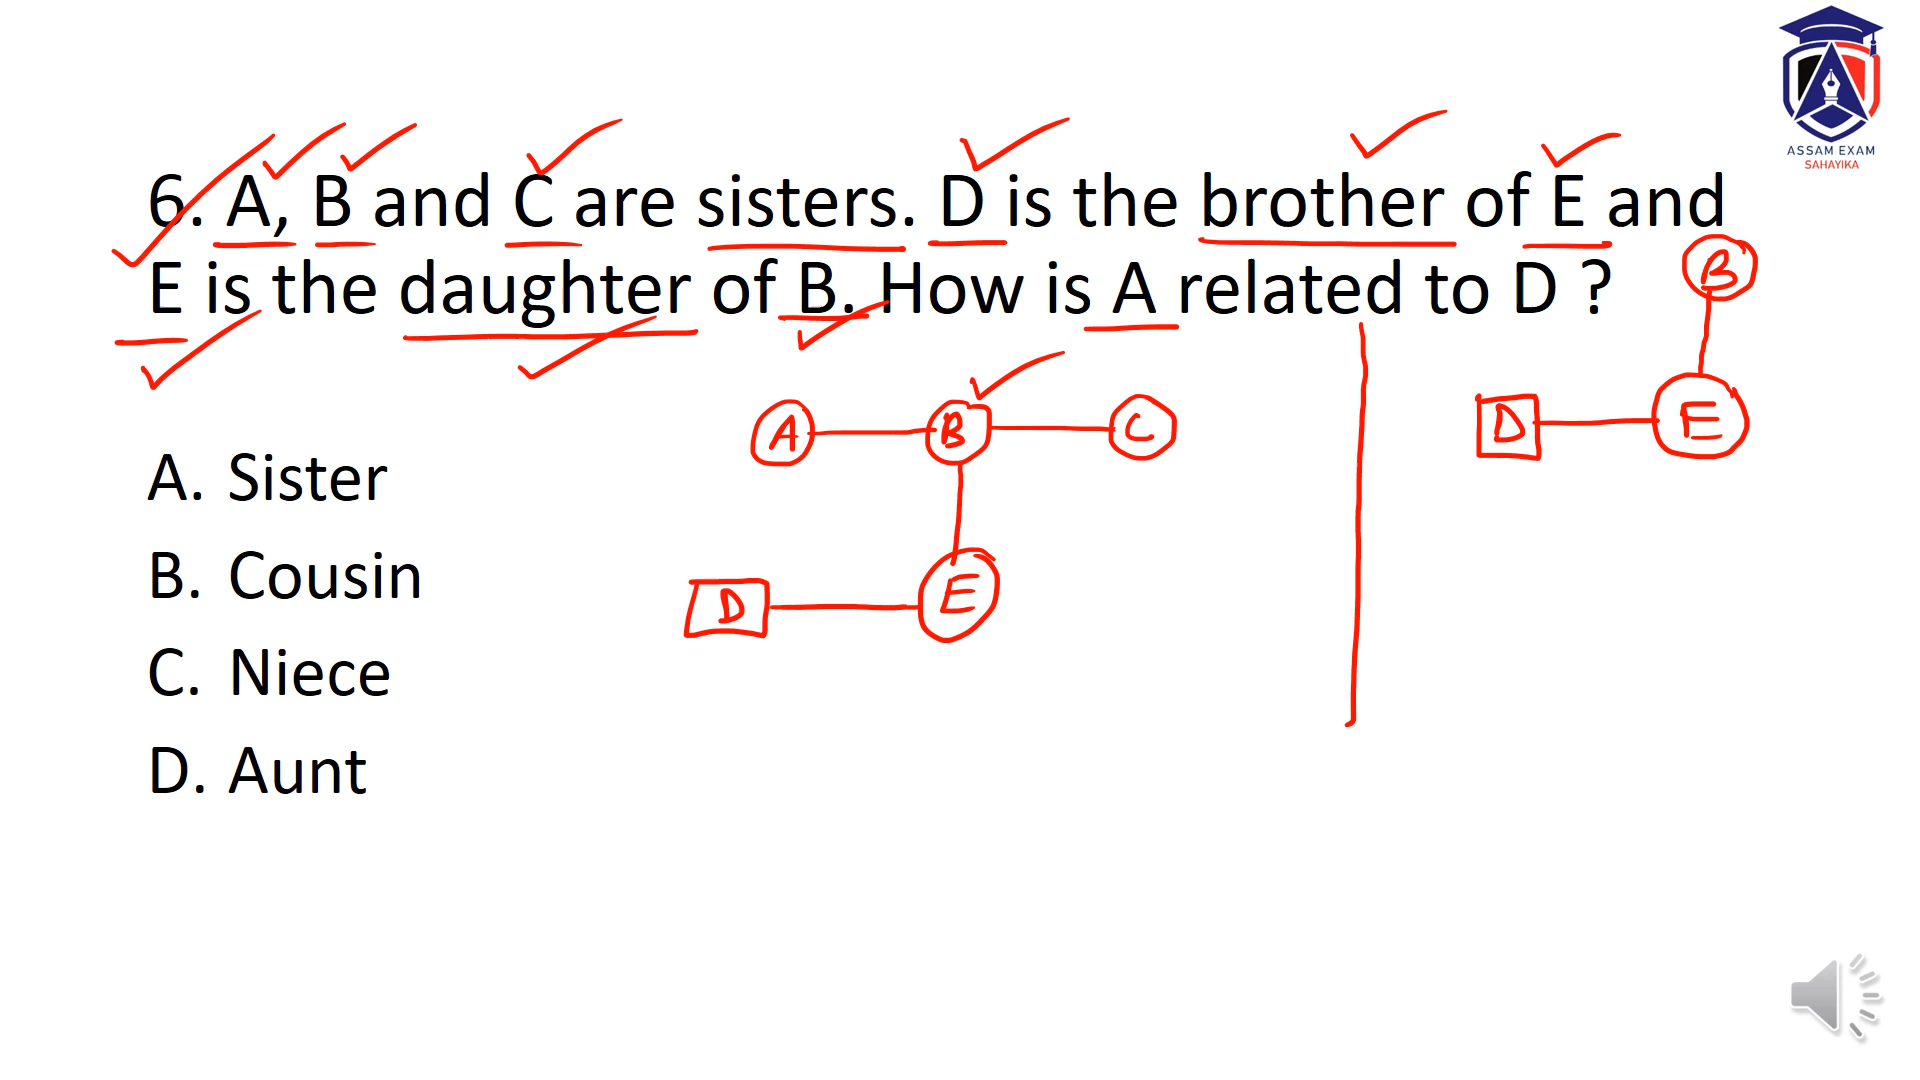 ASSAM EXAM
SAHAYIKA
6. A, B and C are sisters. D is the brother of E and
E is the daughter of B. How is A related to D ?
B
D E
A B C
D E
A. Sister
B. Cousin
C. Niece
D. Aunt